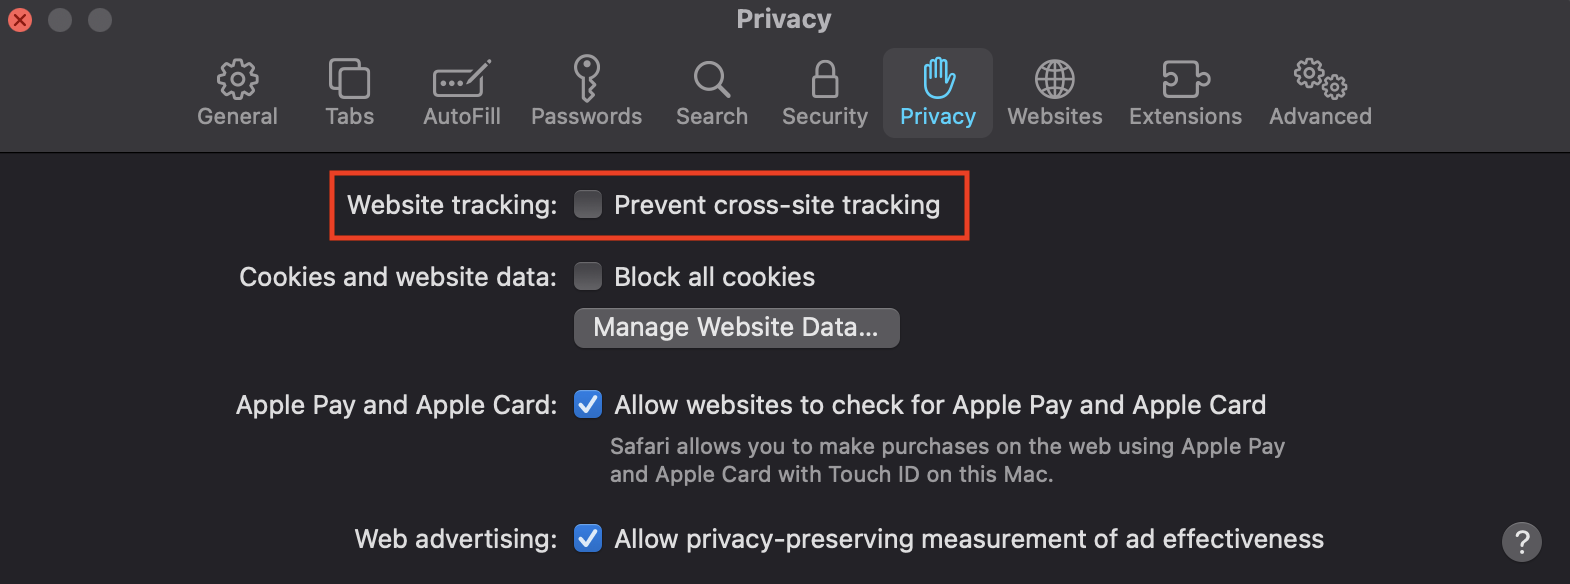 Privacy
General Tabs AutoFill Passwords Search Security Privacy Websites Extensions Advanced
Website tracking: Prevent cross-site tracking
Cookies and website data: Block all cookies
Manage Website Data...
Apple Pay and Apple Card: Allow websites to check for Apple Pay and Apple Card
Safari allows you to make purchases on the web using Apple Pay
and Apple Card with Touch ID on this Mac.
Web advertising: Allow privacy-preserving measurement of ad effectiveness
?